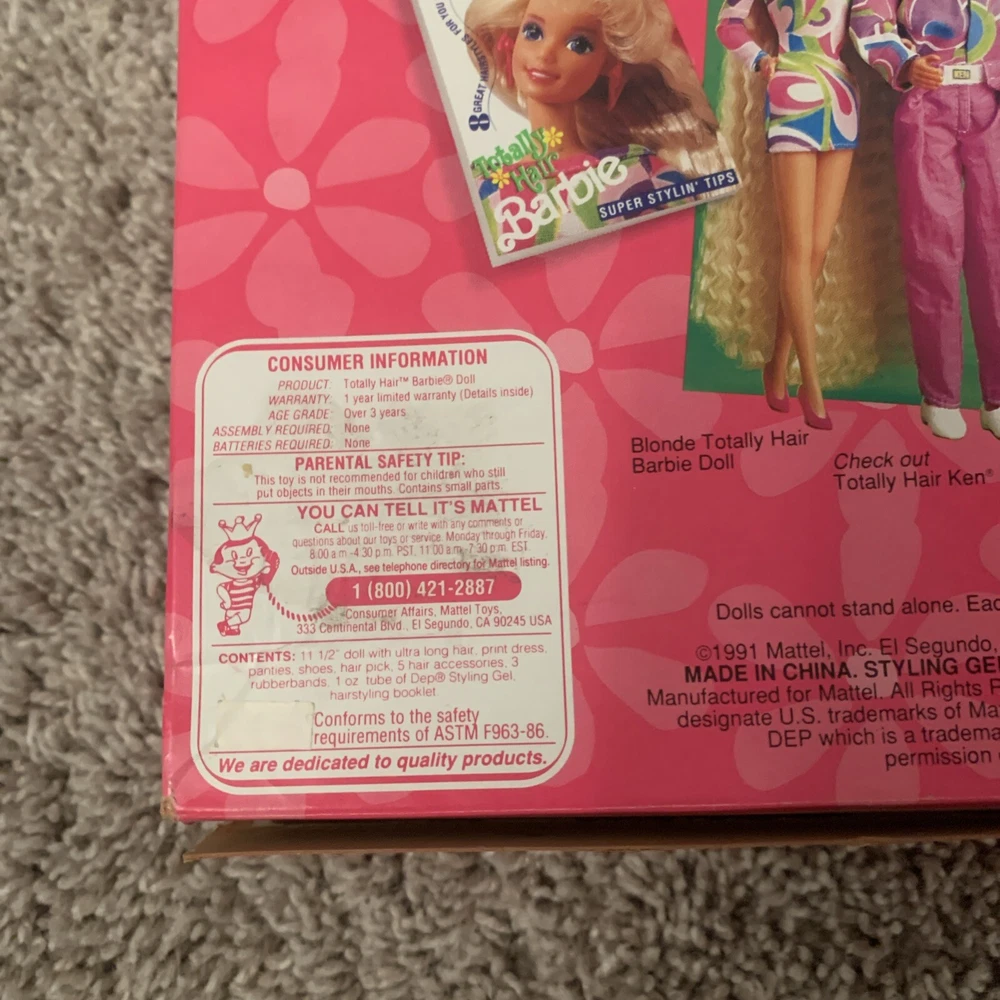 8 GREAT HAIRSTYLES FOR YOU
Totally
Hair
Barbie
SUPER STYLIN' TIPS
KEN
Blonde Totally Hair
Barbie Doll
Check out
Totally Hair Ken®
CONSUMER INFORMATION
PRODUCT: Totally Hair™ Barbie® Doll
WARRANTY: 1 year limited warranty (Details inside)
AGE GRADE: Over 3 years
ASSEMBLY REQUIRED: None
BATTERIES REQUIRED: None
PARENTAL SAFETY TIP:
This toy is not recommended for children who still
put objects in their mouths. Contains small parts.
YOU CAN TELL IT'S MATTEL
CALL us toll-free or write with any comments or
questions about our toys or service. Monday through Friday.
8:00 a.m.-4:30 p.m. PST, 11:00 a.m.-7:30 p.m. EST.
Outside U.S.A., see telephone directory for Mattel listing.
1 (800) 421-2887
Consumer Affairs, Mattel Toys,
333 Continental Blvd., El Segundo, CA 90245 USA
CONTENTS: 11 1/2" doll with ultra long hair, print dress,
panties, shoes, hair pick, 5 hair accessories, 3
rubberbands, 1 oz. tube of Dep® Styling Gel,
hairstyling booklet
Conforms to the safety
requirements of ASTM F963-86.
We are dedicated to quality products.
Dolls cannot stand alone. Eac
©1991 Mattel, Inc. El Segundo,
MADE IN CHINA. STYLING GEL
Manufactured for Mattel. All Rights R
designate U.S. trademarks of Ma
DEP which is a tradema
permission